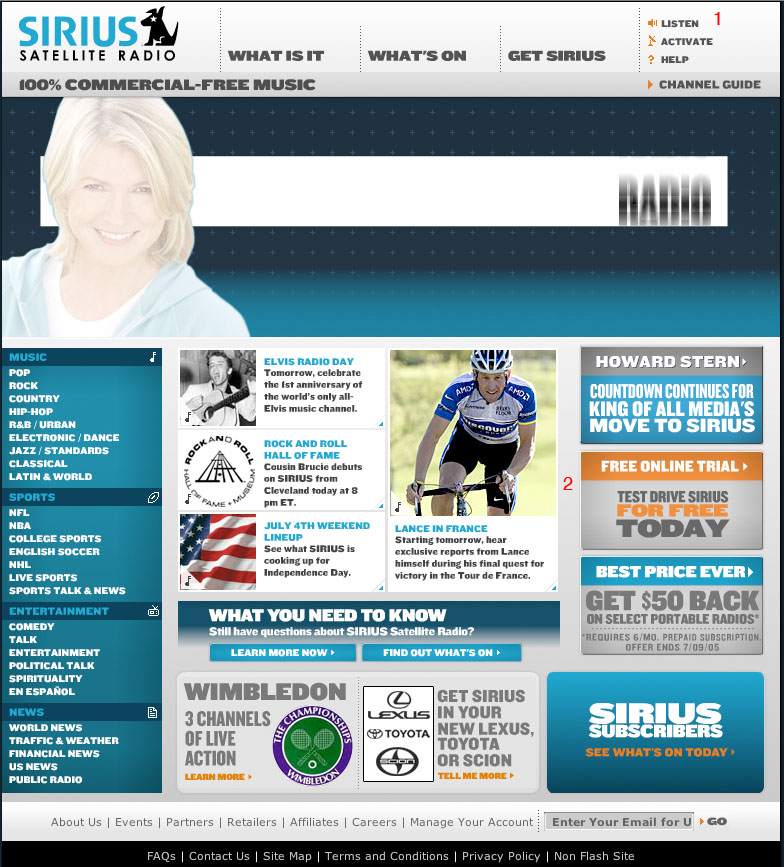 SIRIUS
SATELLITE RADIO
WHAT IS IT
WHAT'S ON
GET SIRIUS
LISTEN
1
ACTIVATE
HELP
100% COMMERCIAL-FREE MUSIC
CHANNEL GUIDE
RADIO
MUSIC
POP
ROCK
COUNTRY
HIP-HOP
R&B / URBAN
ELECTRONIC / DANCE
JAZZ / STANDARDS
CLASSICAL
LATIN & WORLD
SPORTS
NFL
NBA
COLLEGE SPORTS
ENGLISH SOCCER
NHL
LIVE SPORTS
SPORTS TALK & NEWS
ENTERTAINMENT
COMEDY
TALK
ENTERTAINMENT
POLITICAL TALK
SPIRITUALITY
EN ESPAÑOL
NEWS
WORLD NEWS
TRAFFIC & WEATHER
FINANCIAL NEWS
US NEWS
PUBLIC RADIO
ELVIS RADIO DAY
Tomorrow, celebrate
the 1st anniversary of
the world's only all-
Elvis music channel.
ROCK AND ROLL
HALL OF FAME + MUSEUM
ROCK AND ROLL
HALL OF FAME
Cousin Brucie debuts
on SIRIUS from
Cleveland today at 8
pm ET.
JULY 4TH WEEKEND
LINEUP
See what SIRIUS is
cooking up for
Independence Day.
AMD
AMD
Discovery
LANCE IN FRANCE
Starting tomorrow, hear
exclusive reports from Lance
himself during his final quest for
victory in the Tour de France.
2
HOWARD STERN
COUNTDOWN CONTINUES FOR
KING OF ALL MEDIA'S
MOVE TO SIRIUS
FREE ONLINE TRIAL
TEST DRIVE SIRIUS
FOR FREE
TODAY
BEST PRICE EVER
GET $50 BACK
ON SELECT PORTABLE RADIOS*
*REQUIRES 6/MO. PREPAID SUBSCRIPTION.
OFFER ENDS 7/09/05
WHAT YOU NEED TO KNOW
Still have questions about SIRIUS Satellite Radio?
LEARN MORE NOW
FIND OUT WHAT'S ON
WIMBLEDON
3 CHANNELS
OF LIVE
ACTION
LEARN MORE
THE CHAMPIONSHIPS
WIMBLEDON
LEXUS
TOYOTA
SCION
GET SIRIUS
IN YOUR
NEW LEXUS,
TOYOTA
OR SCION
TELL ME MORE
SIRIUS
SUBSCRIBERS
SEE WHAT'S ON TODAY
About Us | Events | Partners | Retailers | Affiliates | Careers | Manage Your Account
Enter Your Email for U
GO
FAQs | Contact Us | Site Map | Terms and Conditions | Privacy Policy | Non Flash Site